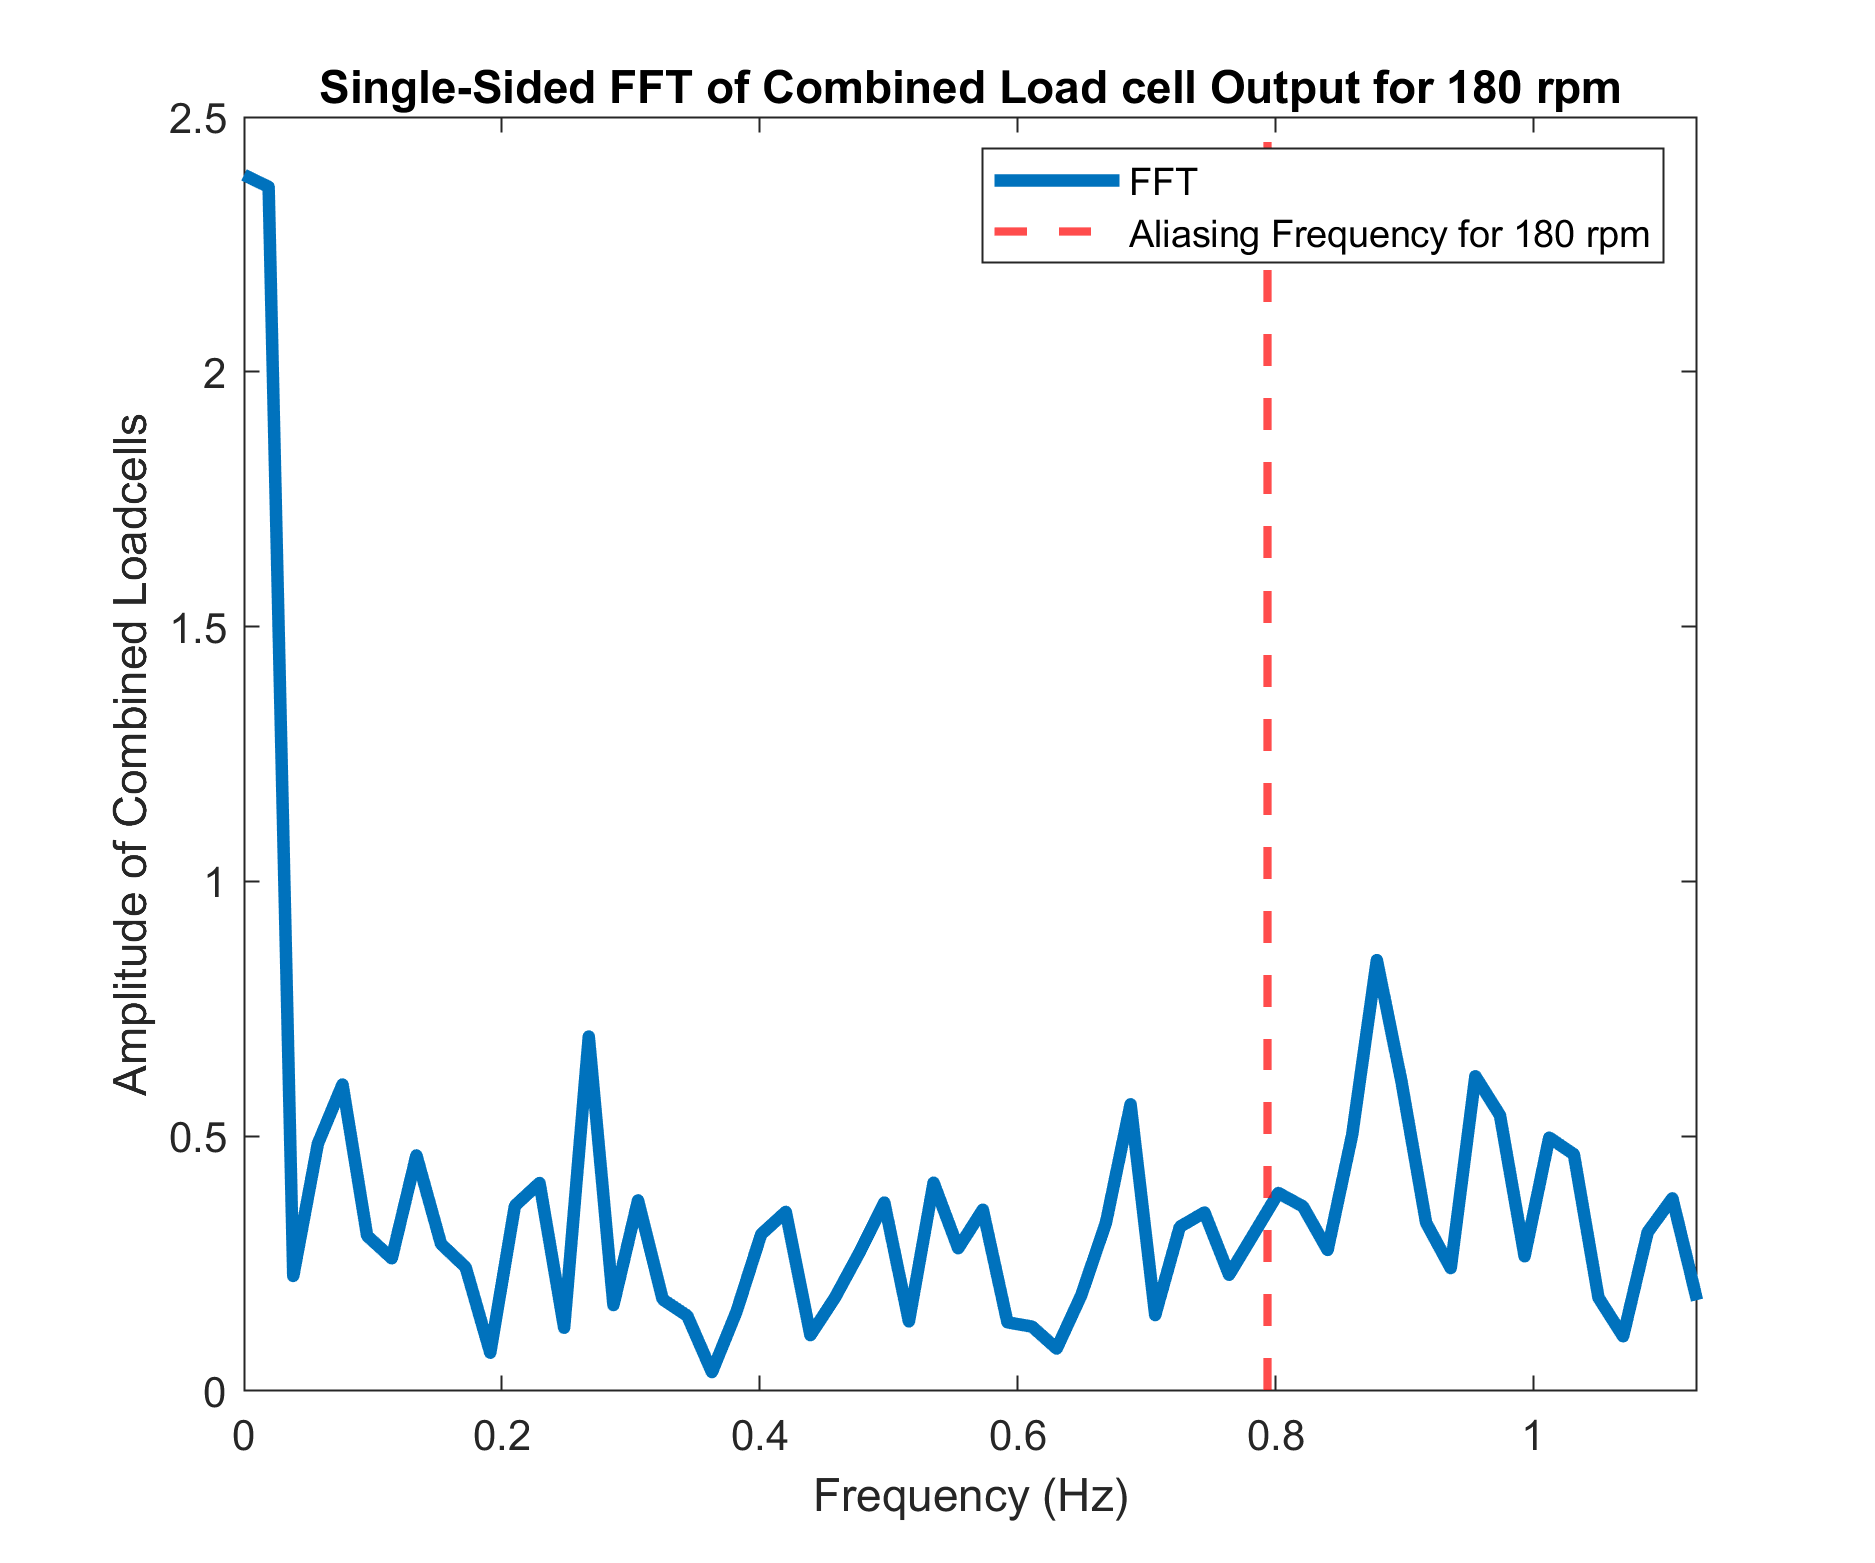 Single-Sided FFT of Combined Load cell Output for 180 rpm
2.5
2
1.5
1
0.5
0
Amplitude of Combined Loadcells
FFT
Aliasing Frequency for 180 rpm
0 0.2 0.4 0.6 0.8 1
Frequency (Hz)